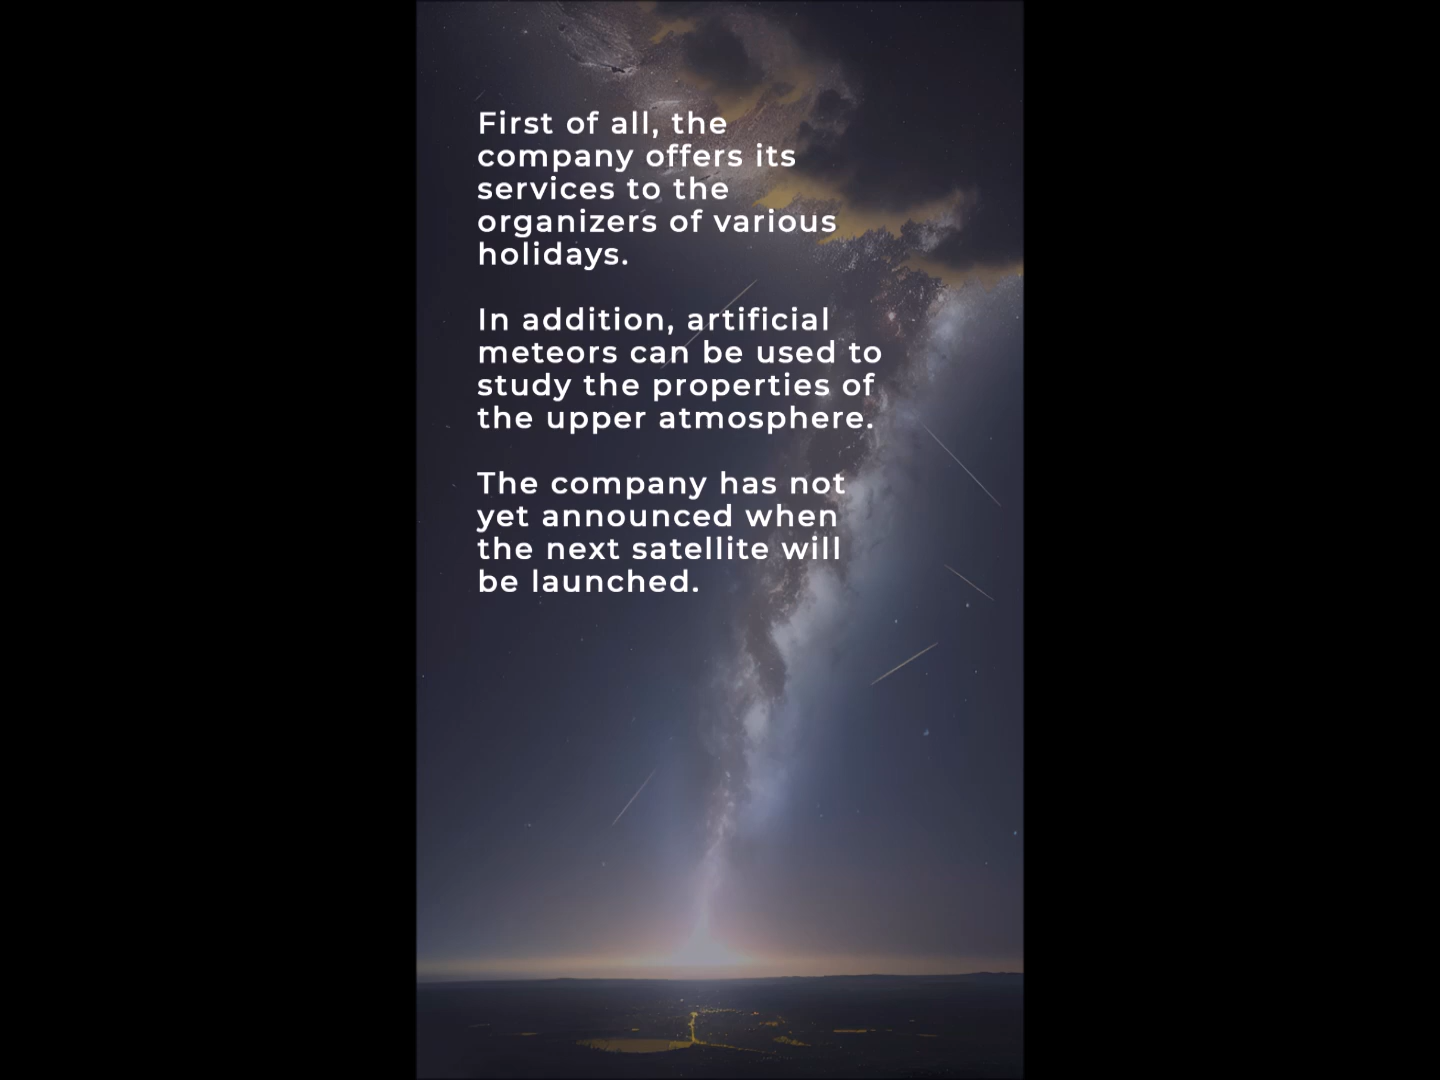 First of all, the
company offers its
services to the
organizers of various
holidays.
In addition, artificial
meteors can be used to
study the properties of
the upper atmosphere.
The company has not
yet announced when
the next satellite will
be launched.